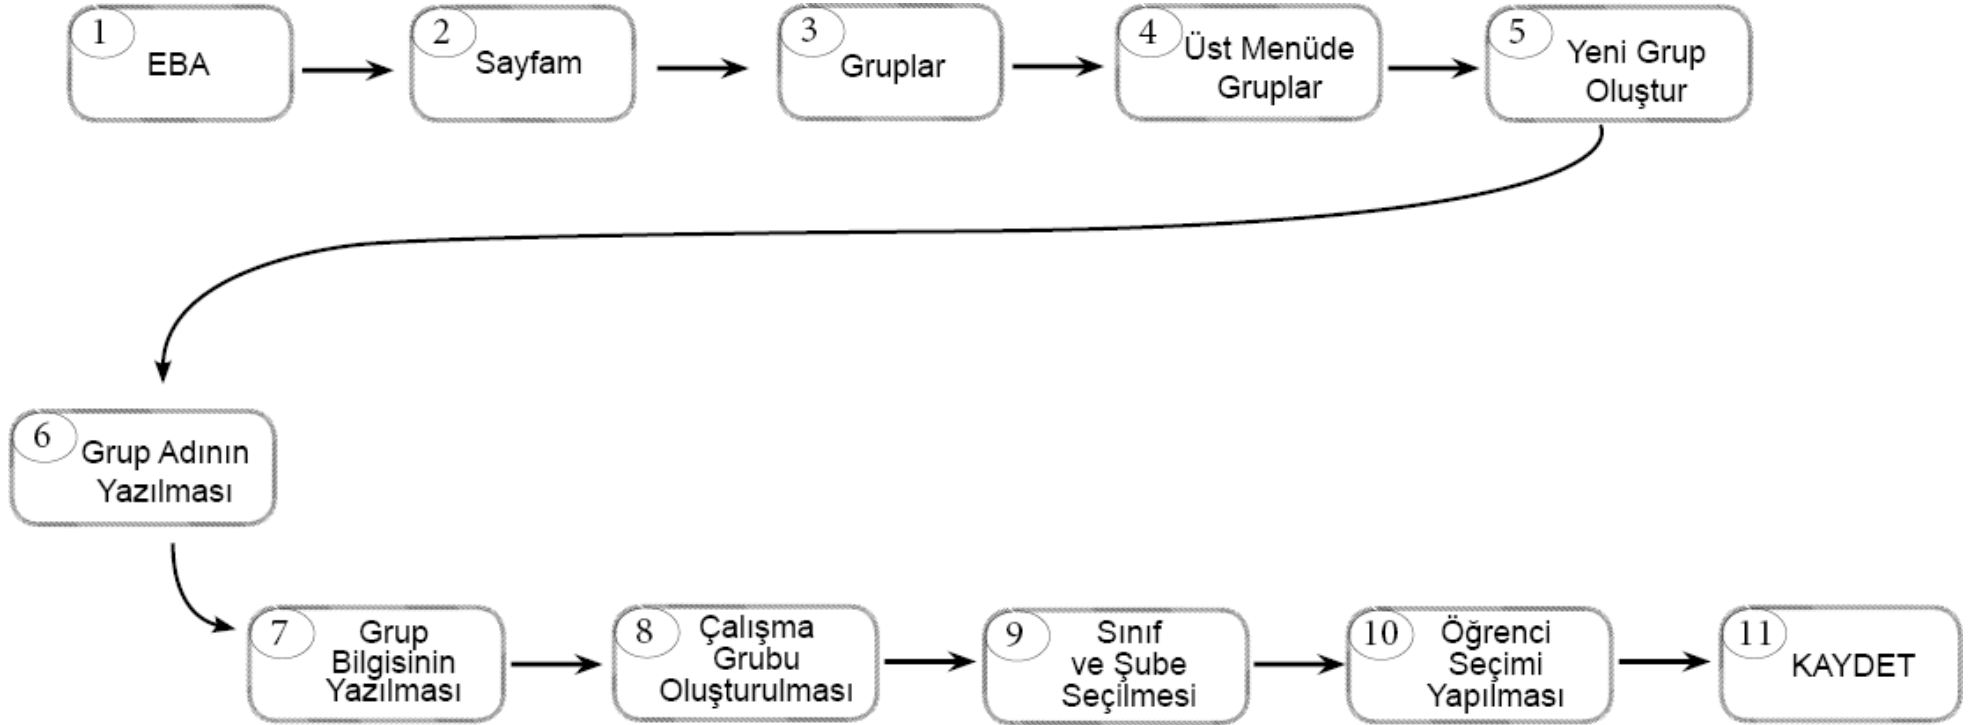 1
EBA
2
Sayfam
3
Gruplar
4
Üst Menüde
Gruplar
5
Yeni Grup
Oluştur
6
Grup Adının
Yazılması
7
Grup
Bilgisinin
Yazılması
8
Çalışma
Grubu
Oluşturulması
9
Sınıf
ve Şube
Seçilmesi
10
Öğrenci
Seçimi
Yapılması
11
KAYDET